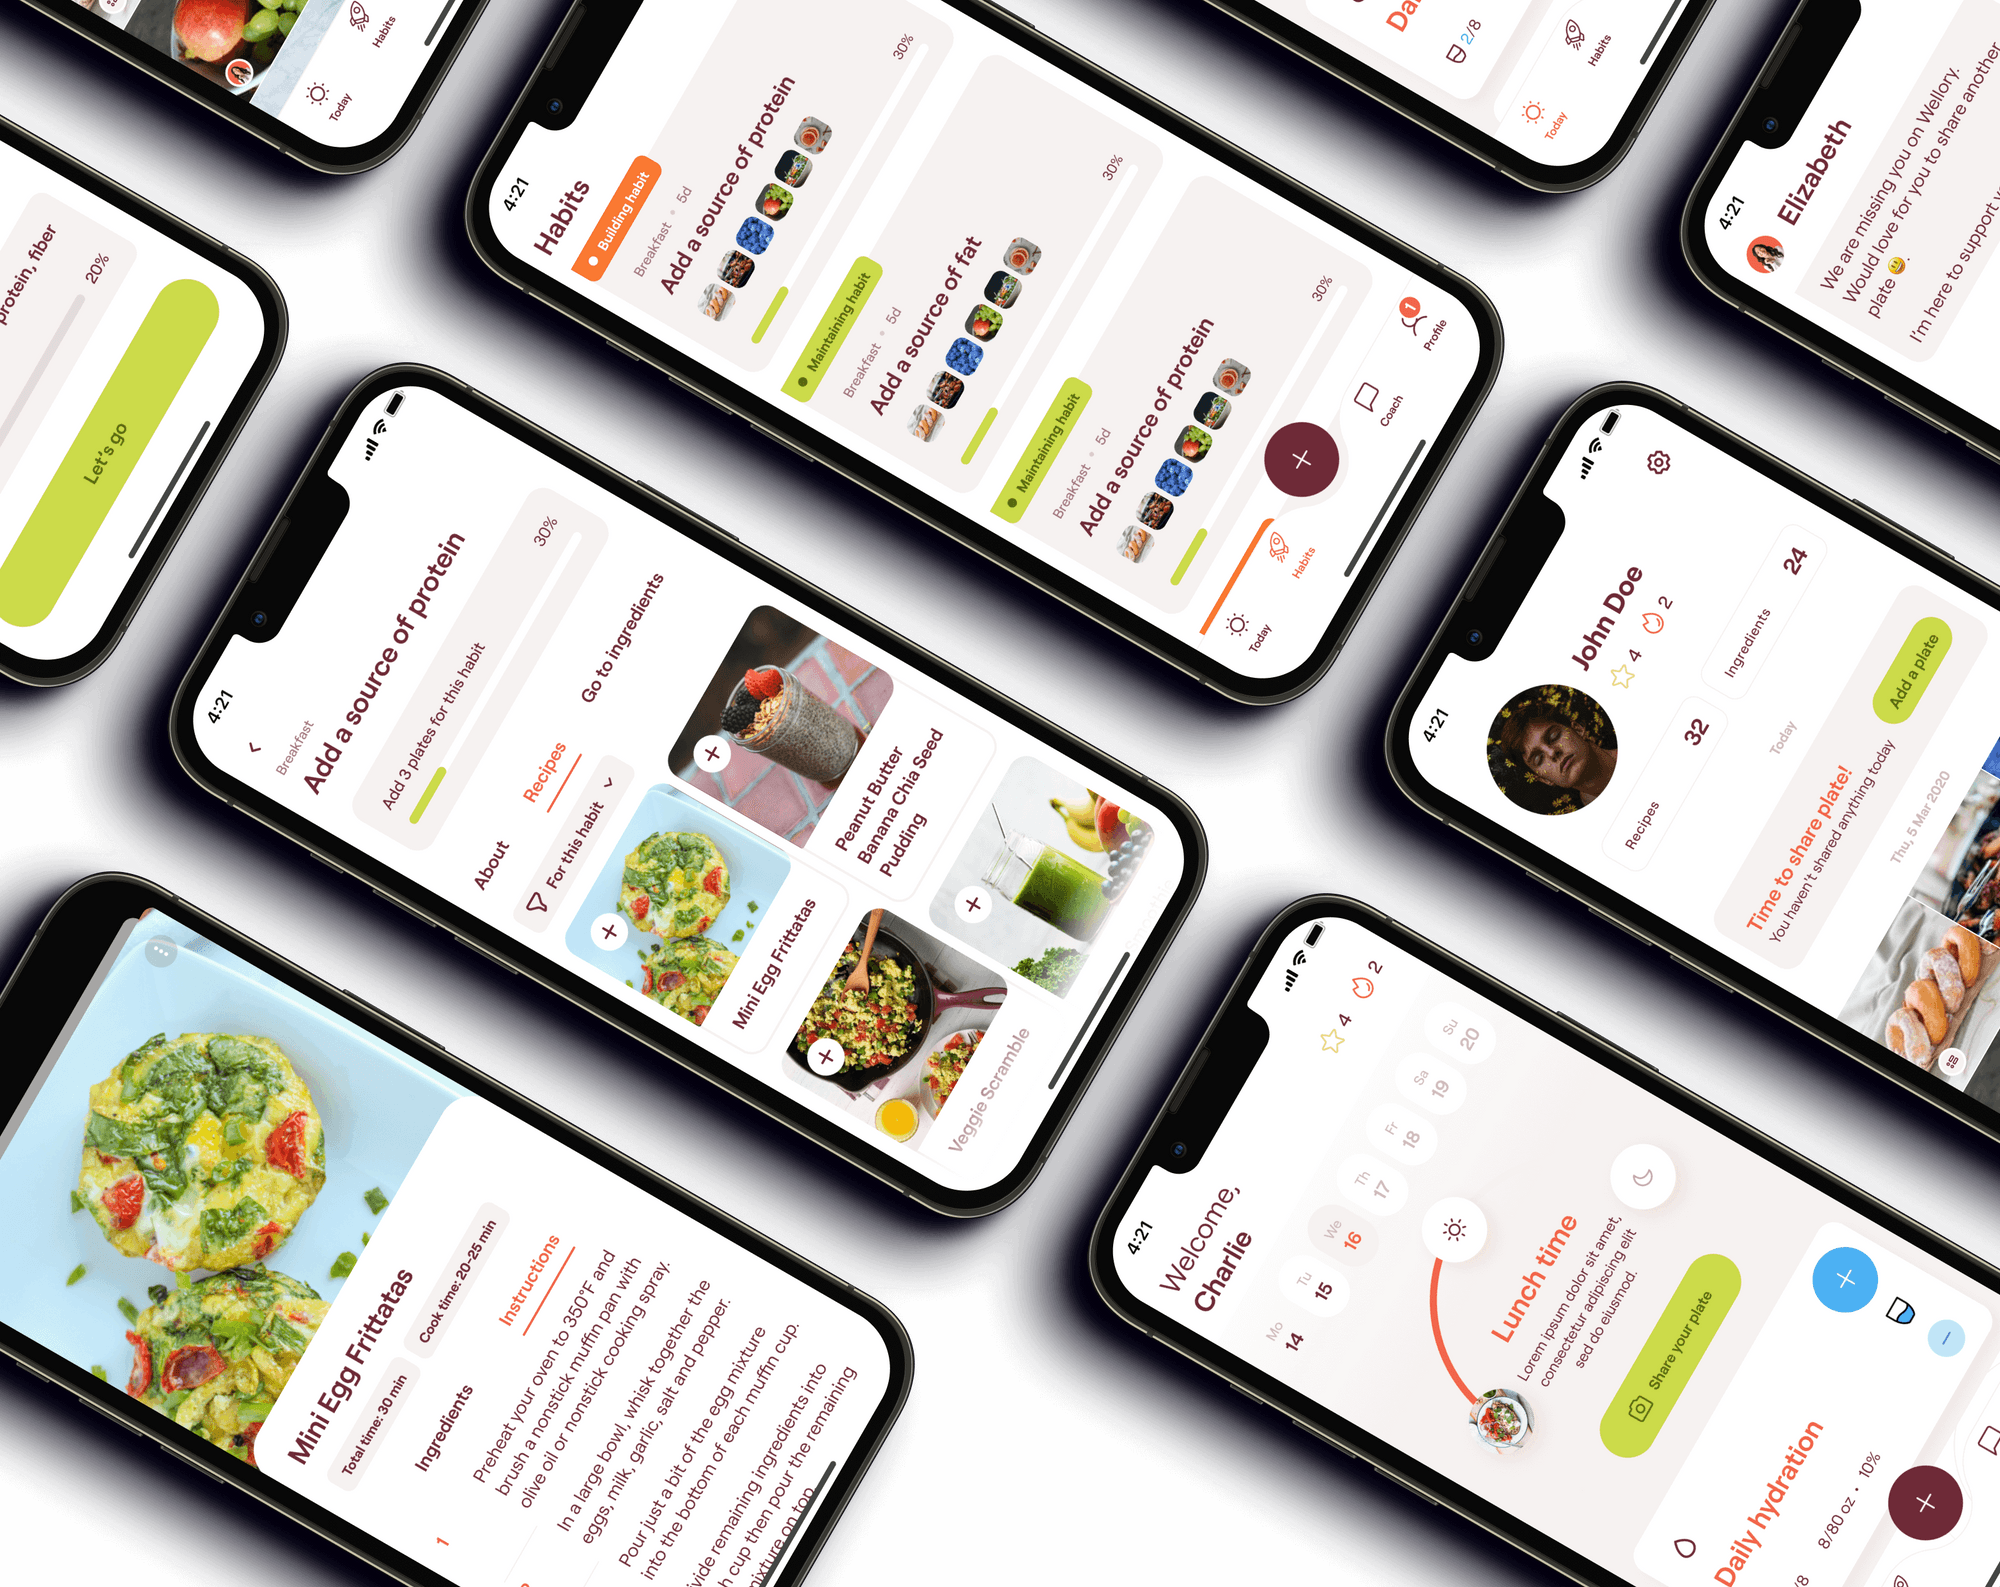 Habits
Today
protein, fiber
20%
Let's go
4:21
Habits
Building habit
Breakfast • 5d
Add a source of protein
30%
Maintaining habit
Breakfast • 5d
Add a source of fat
30%
Maintaining habit
Breakfast • 5d
Add a source of protein
30%
Today
Habits
Coach
1
Profile
2/8
Today
Habits
4:21
Elizabeth
We are missing you on Wellory.
Would love for you to share another
plate 😃.
I'm here to support
4:21
Breakfast
Add a source of protein
Add 3 plates for this habit
30%
About
Recipes
Go to ingredients
For this habit
Mini Egg Frittatas
Peanut Butter
Banana Chia Seed
Pudding
Veggie Scramble
4:21
John Doe
4
2
Recipes
32
Ingredients
24
Today
Time to share plate!
You haven't shared anything today
Add a plate
Thu, 5 Mar 2020
Mini Egg Frittatas
Total time: 30 min
Cook time: 20-25 min
Ingredients
Instructions
1
Preheat your oven to 350°F and
brush a nonstick muffin pan with
olive oil or nonstick cooking spray.
In a large bowl, whisk together the
eggs, milk, garlic, salt and pepper.
Pour just a bit of the egg mixture
into the bottom of each muffin cup.
remaining ingredients into
cup then pour the remaining
on top
4:21
Welcome,
Charlie
4
2
Mo
14
Tu
15
We
16
Th
17
Fr
18
Sa
19
Su
20
Lunch time
Lorem ipsum dolor sit amet,
consectetur adipiscing elit
sed do eiusmod.
Share your plate
Daily hydration
8/80 oz • 10%